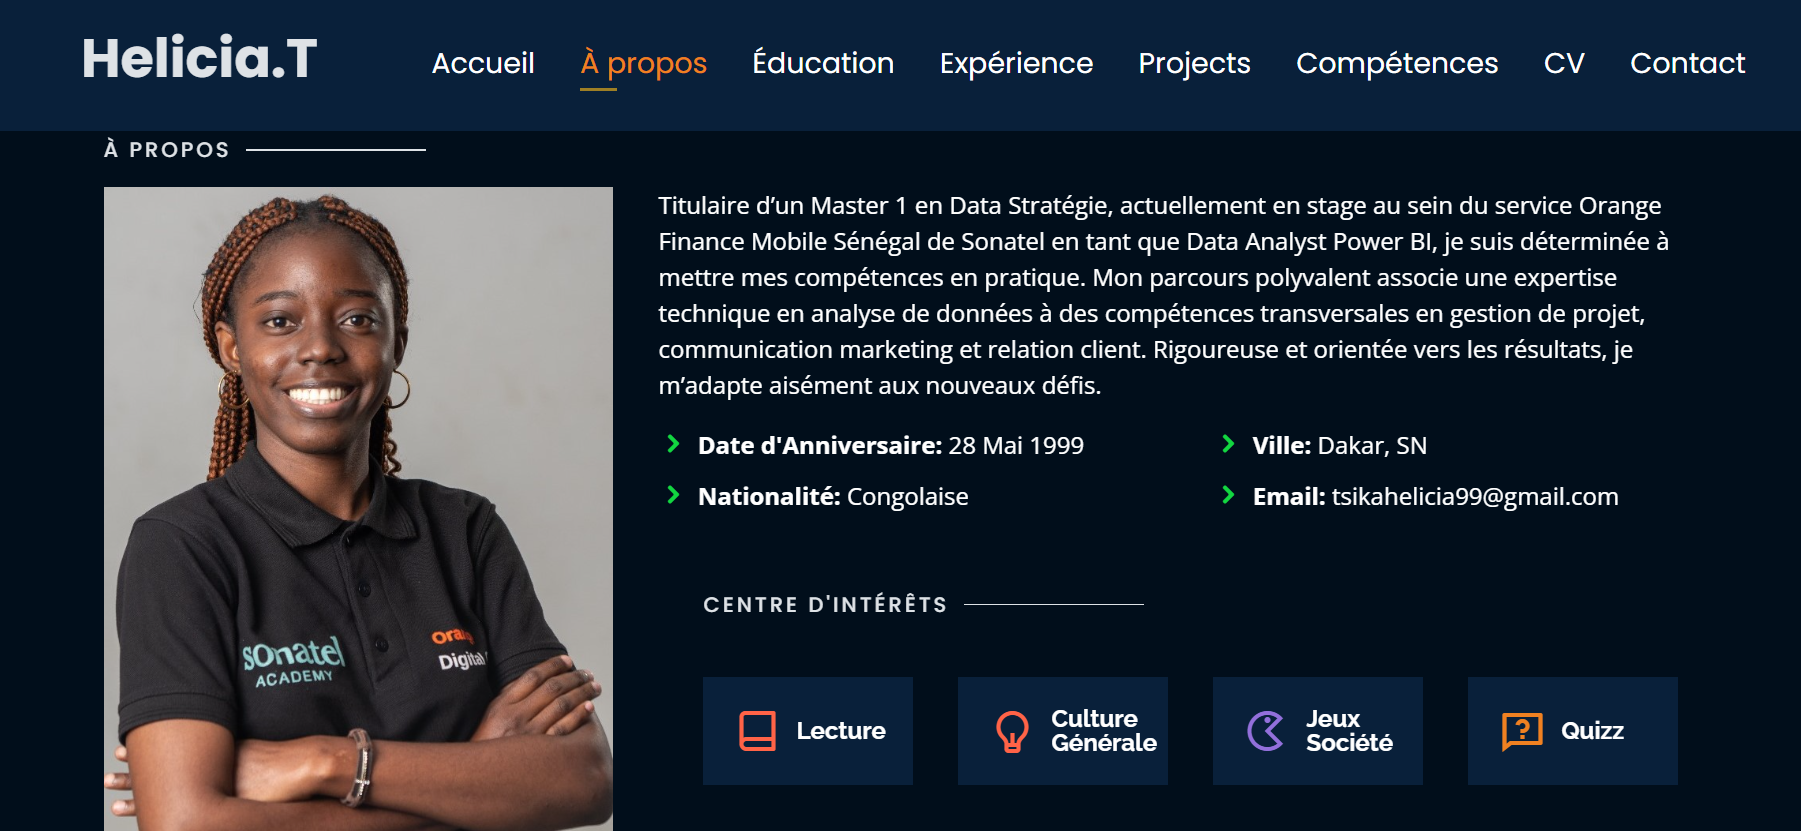 Helicia.T
Accueil À propos Éducation Expérience Projects Compétences CV Contact
À PROPOS
Titulaire d’un Master 1 en Data Stratégie, actuellement en stage au sein du service Orange
Finance Mobile Sénégal de Sonatel en tant que Data Analyst Power BI, je suis déterminée à
mettre mes compétences en pratique. Mon parcours polyvalent associe une expertise
technique en analyse de données à des compétences transversales en gestion de projet,
communication marketing et relation client. Rigoureuse et orientée vers les résultats, je
m’adapte aisément aux nouveaux défis.
Date d'Anniversaire: 28 Mai 1999
Ville: Dakar, SN
Nationalité: Congolaise
Email: tsikahelicia99@gmail.com
CENTRE D'INTÉRÊTS
Lecture
Culture
Générale
Jeux
Société
Quizz
sonatel
ACADEMY
Digital